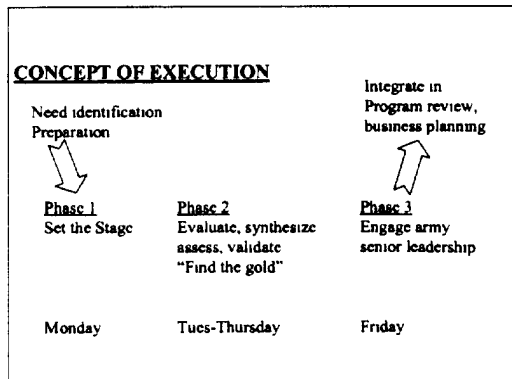 CONCEPT OF EXECUTION
Need identification
Preparation
Integrate in
Program review,
business planning
Phase 1
Set the Stage
Phase 2
Evaluate, synthesize
assess, validate
"Find the gold"
Phase 3
Engage army
senior leadership
Monday
Tues-Thursday
Friday